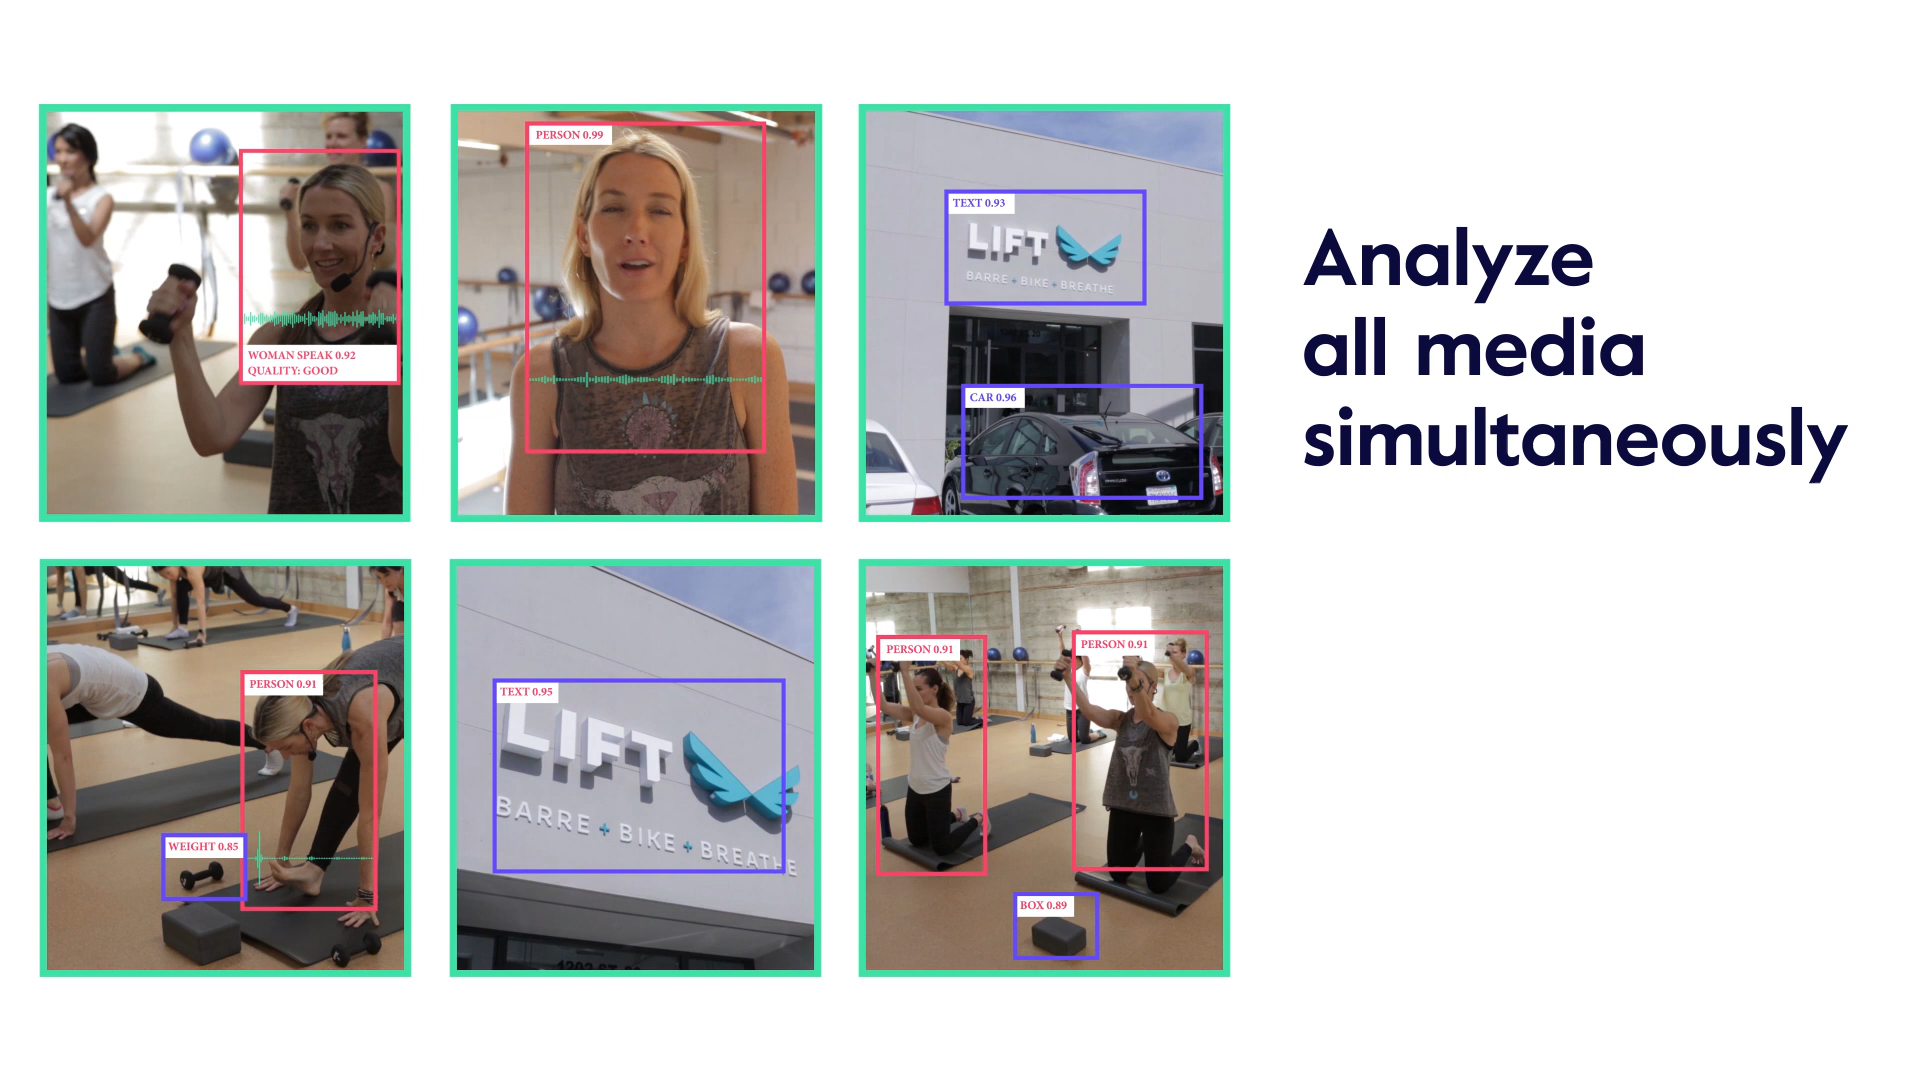 WOMAN SPEAK 0.92
QUALITY: GOOD
PERSON 0.99
TEXT 0.93
LIFT
BARRE + BIKE + BREATHE
CAR 0.96
Analyze
all media
simultaneously
PERSON 0.91
WEIGHT 0.85
TEXT 0.95
LIFT
BARRE + BIKE + BREATHE
PERSON 0.91
PERSON 0.91
BOX 0.89